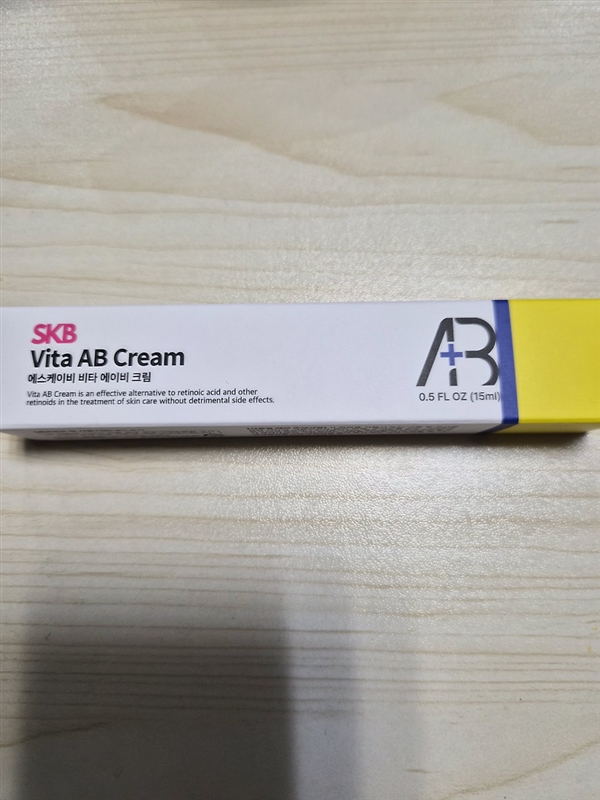 SKB
Vita AB Cream
에스케이비 비타 에이비 크림
Vita AB Cream is an effective alternative to retinoic acid and other
retinoids in the treatment of skin care without detrimental side effects.
A+B
0.5 FL OZ (15ml)